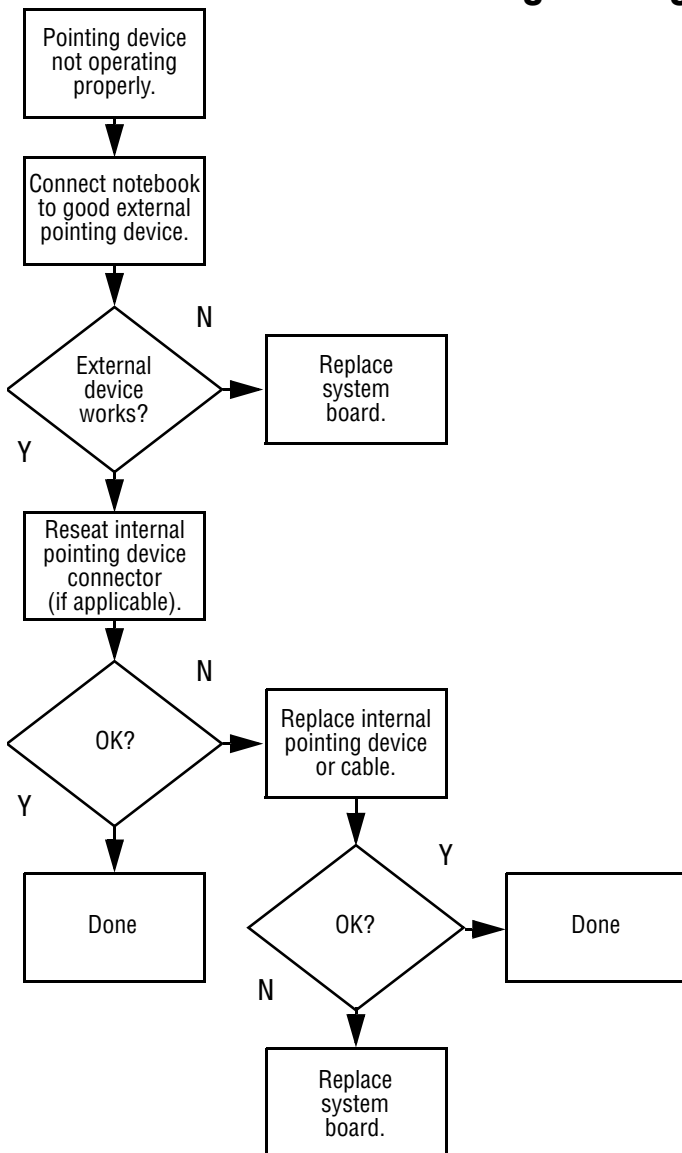 Pointing device
not operating
properly.
Connect notebook
to good external
pointing device.
N
External
device
works?
Replace
system
board.
Y
Reseat internal
pointing device
connector
(if applicable).
N
OK?
Replace internal
pointing device
or cable.
Y
Y
Done
OK?
Done
N
Replace
system
board.